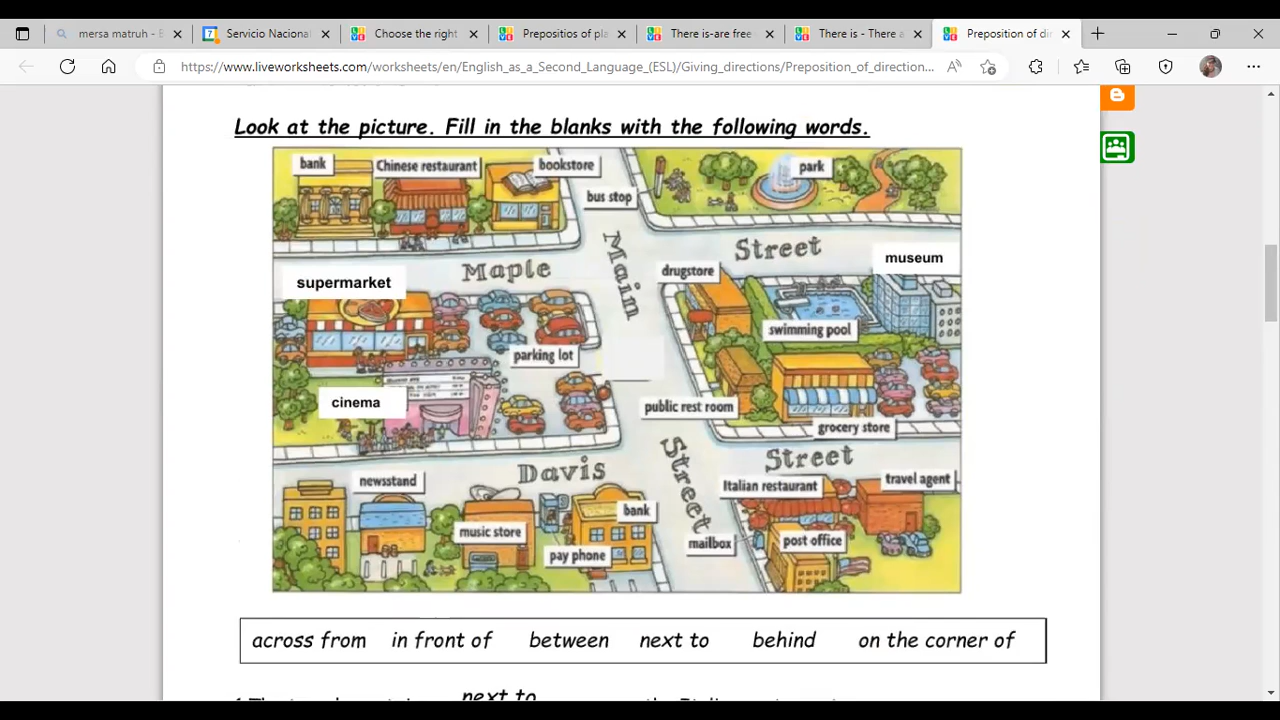 mersa matruh - B
Servicio Nacional
Choose the right
Prepositios of pla
There is-are free
There is - There a
Preposition of di
https://www.liveworksheets.com/worksheets/en/English_as_a_Second_Language_(ESL)/Giving_directions/Preposition_of_direction...
Look at the picture. Fill in the blanks with the following words.
bank
Chinese restaurant
bookstore
park
bus stop
Main
Street
museum
Maple
drugstore
supermarket
swimming pool
parking lot
cinema
public rest room
grocery store
Street
Davis
Street
newsstand
Italian restaurant
travel agent
bank
music store
mailbox
post office
pay phone
across from in front of between next to behind on the corner of
next to